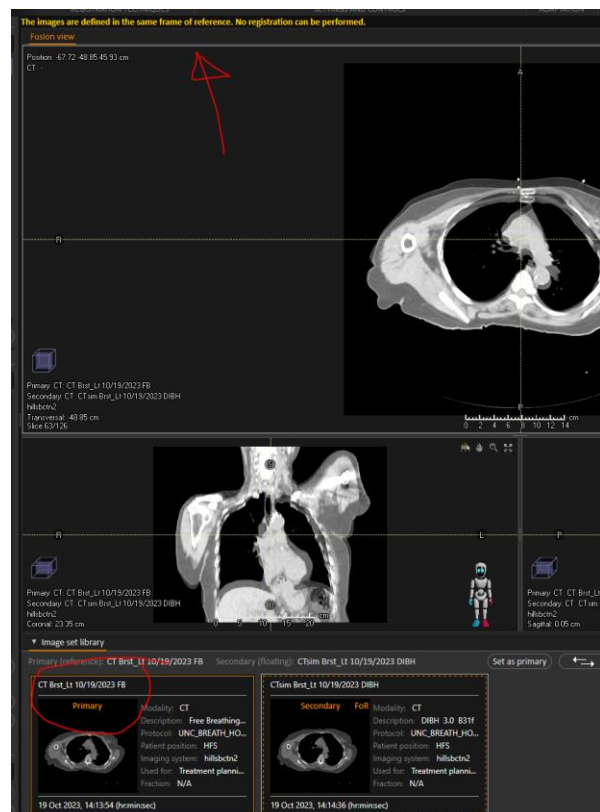 REGISTRATION TECHNIQUES SETTINGS AND CONTROLS ADAPTATION
The images are defined in the same frame of reference. No registration can be performed.
Fusion view
Position: -67.72 -48.85 45.93 cm
CT: -
A
R
Primary: CT: CT Brst_Lt 10/19/2023 FB
Secondary: CT: CTsim Brst_Lt 10/19/2023 DIBH
hillsbctn2
Transversal: -48.85 cm
Slice 63/126
P
cm
0 2 4 6 8 10 12 14
R
L
P
Primary: CT: CT Brst_Lt 10/19/2023 FB
Secondary: CT: CTsim Brst_Lt 10/19/2023 DIBH
hillsbctn2
Coronal: 23.35 cm
0 5 10 15 20
cm
Primary: CT: CT Brst_Lt
Secondary: CT: CTsim
hillsbctn2
Sagittal: 0.05 cm
Image set library
Primary (reference): CT Brst_Lt 10/19/2023 FB Secondary (floating): CTsim Brst_Lt 10/19/2023 DIBH Set as primary
CT Brst_Lt 10/19/2023 FB
Primary
Modality: CT
Description: Free Breathing...
Protocol: UNC_BREATH_HO...
Patient position: HFS
Imaging system: hillsbctn2
Used for: Treatment planni...
Fraction: N/A
19 Oct 2023, 14:13:54 (hr:min:sec)
CTsim Brst_Lt 10/19/2023 DIBH
Secondary FoR
Modality: CT
Description: DIBH 3.0 B31f
Protocol: UNC_BREATH_HO...
Patient position: HFS
Imaging system: hillsbctn2
Used for: Treatment planni...
Fraction: N/A
19 Oct 2023, 14:14:36 (hr:min:sec)